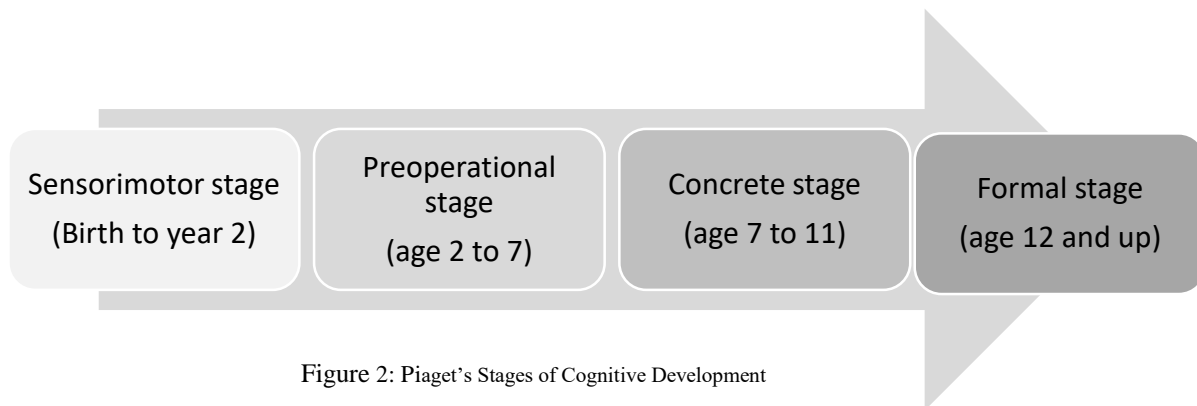 Sensorimotor stage
(Birth to year 2)
Preoperational
stage
(age 2 to 7)
Concrete stage
(age 7 to 11)
Formal stage
(age 12 and up)
Figure 2: Piaget’s Stages of Cognitive Development